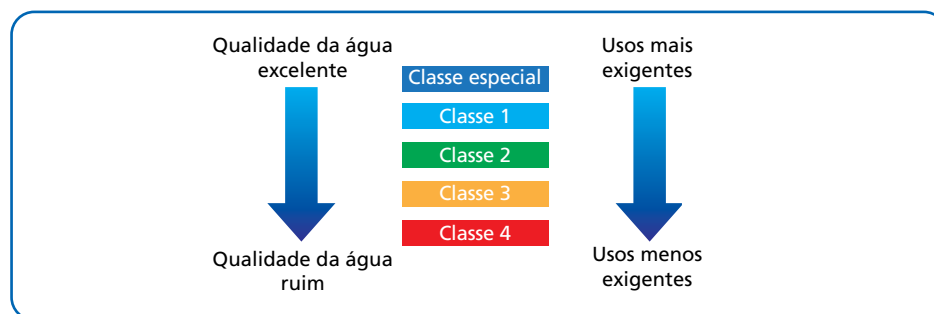 Qualidade da água
excelente
Classe especial
Classe 1
Classe 2
Classe 3
Classe 4
Qualidade da água
ruim
Usos mais
exigentes
Usos menos
exigentes